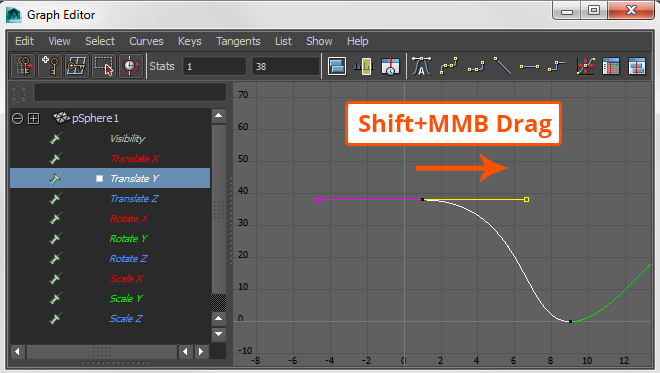 Graph Editor
Edit View Select Curves Keys Tangents List Show Help
Stats 1 38
pSphere1
Visibility
Translate X
Translate Y
Translate Z
Rotate X
Rotate Y
Rotate Z
Scale X
Scale Y
Scale Z
Shift+MMB Drag
70
60
50
40
30
20
10
0
-10
-8 -6 -4 -2 0 2 4 6 8 10 12